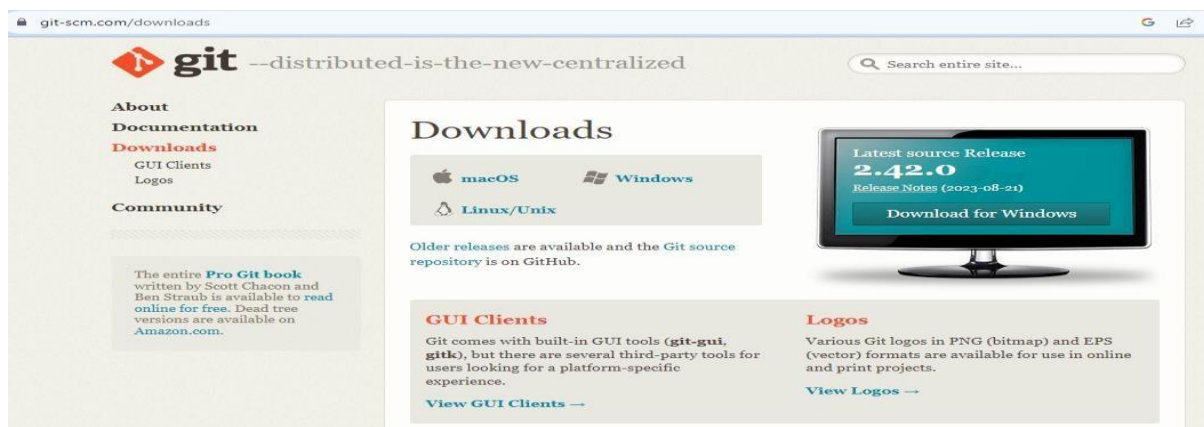 git-scm.com/downloads
git --distributed-is-the-new-centralized
Search entire site...
About
Documentation
Downloads
GUI Clients
Logos
Community
The entire Pro Git book
written by Scott Chacon and
Ben Straub is available to read
online for free. Dead tree
versions are available on
Amazon.com.
Downloads
macOS
Windows
Linux/Unix
Older releases are available and the Git source
repository is on GitHub.
Latest source Release
2.42.0
Release Notes (2023-08-21)
Download for Windows
GUI Clients
Git comes with built-in GUI tools (git-gui,
gitk), but there are several third-party tools for
users looking for a platform-specific
experience.
View GUI Clients →
Logos
Various Git logos in PNG (bitmap) and EPS
(vector) formats are available for use in online
and print projects.
View Logos →